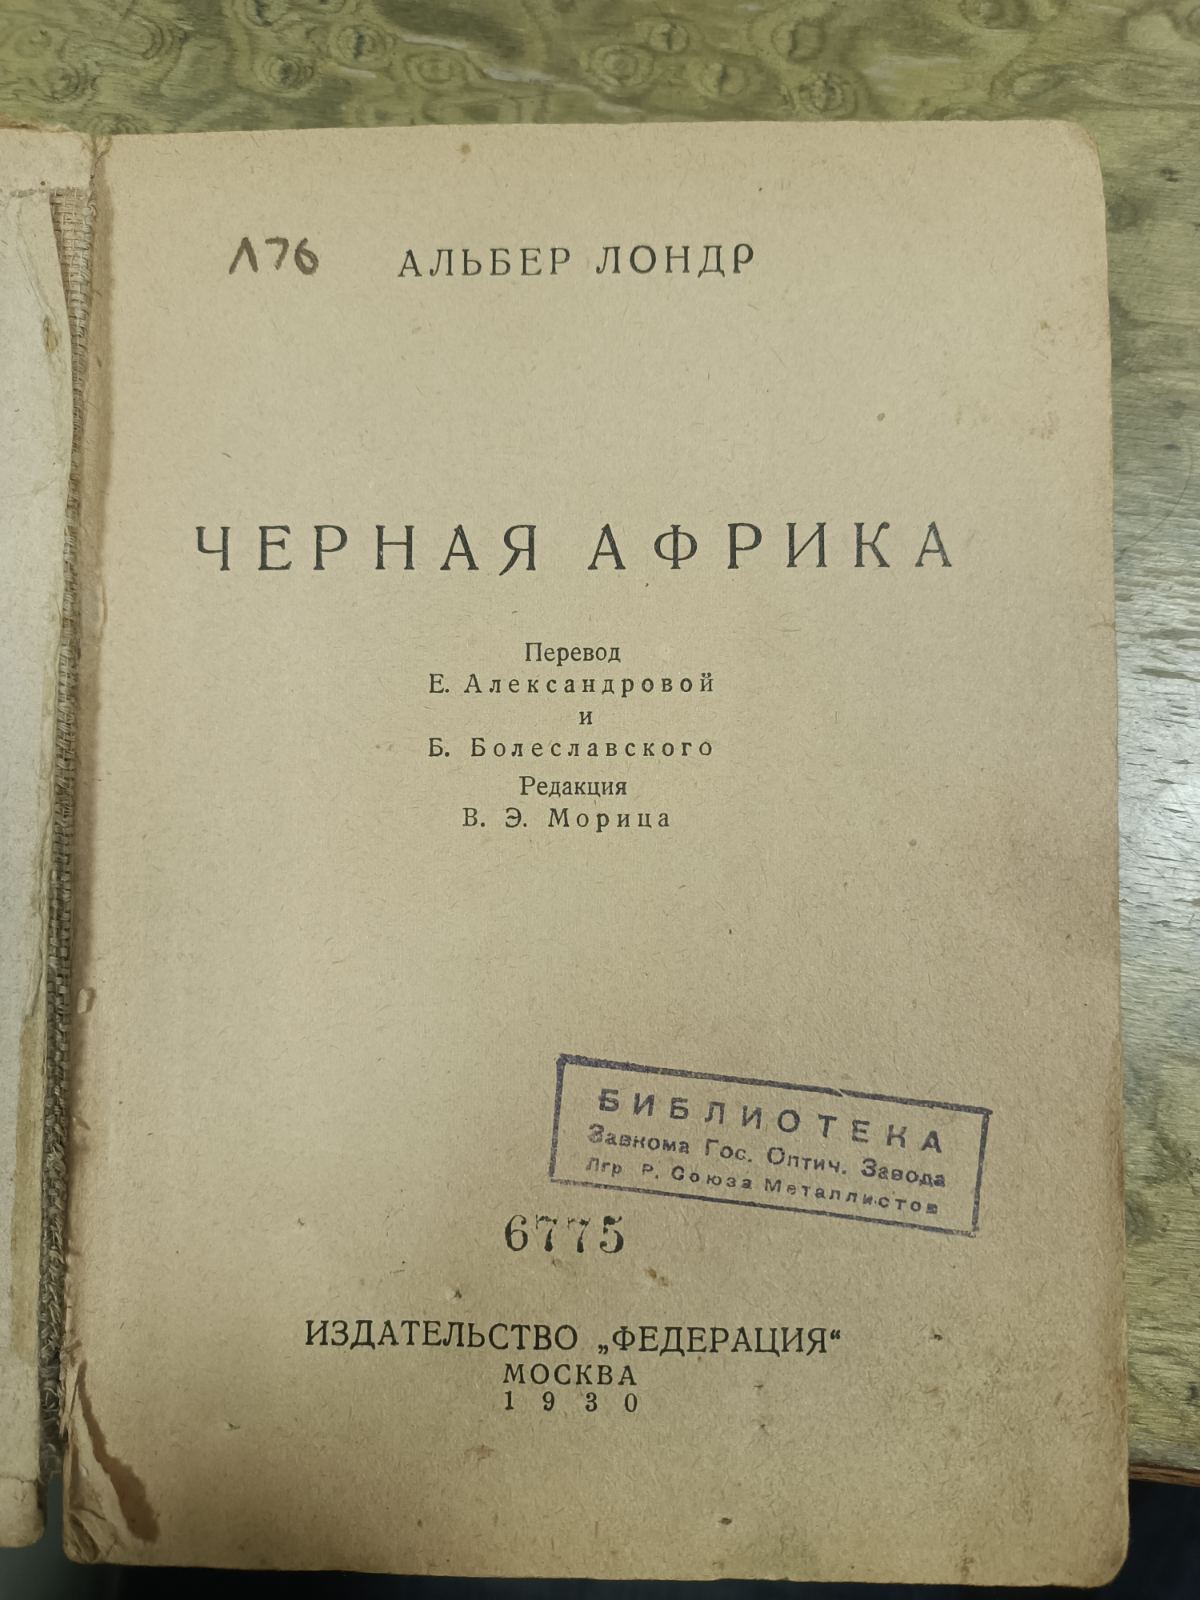 Л76
АЛЬБЕР ЛОНДР
ЧЕРНАЯ АФРИКА
Перевод
Е. Александровой
и
Б. Болеславского
Редакция
В. Э. Морица
БИБЛИОТЕКА
Завкома Гос. Оптич. Завода
Лгр Р. Союза Металлистов
6775
ИЗДАТЕЛЬСТВО „ФЕДЕРАЦИЯ“
МОСКВА
1930